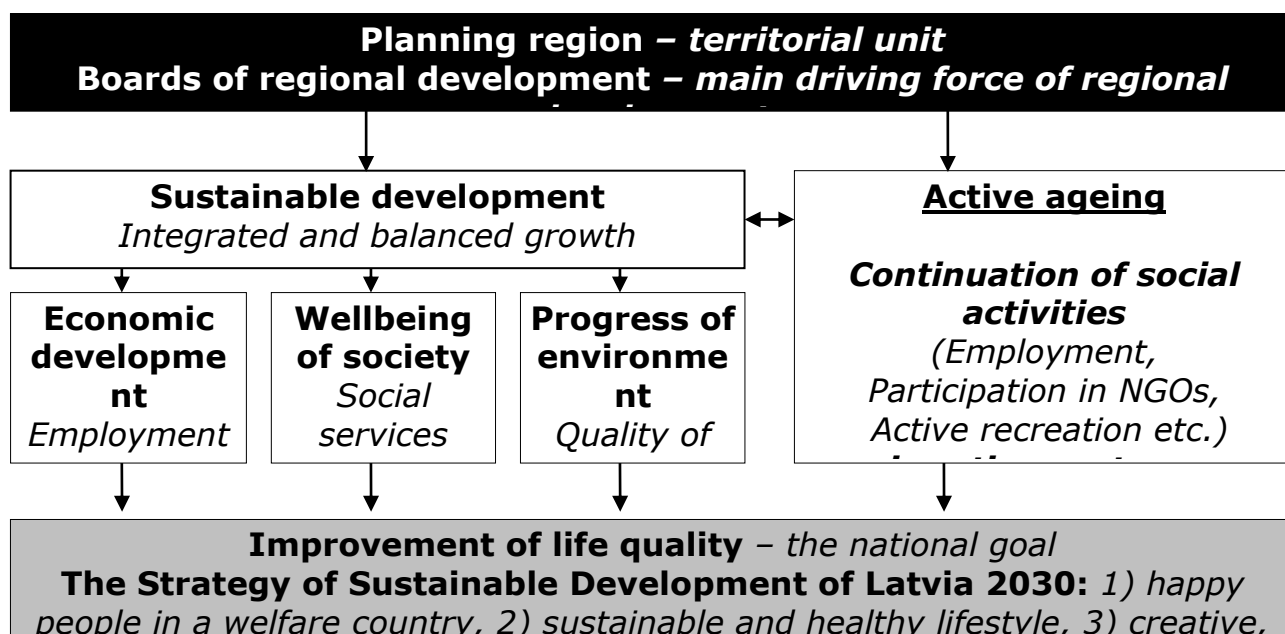 Planning region – territorial unit
Boards of regional development – main driving force of regional
Sustainable development
Integrated and balanced growth
Active ageing
Continuation of social
activities
(Employment,
Participation in NGOs,
Active recreation etc.)
Economic
developme
nt
Employment
Wellbeing
of society
Social
services
Progress of
environme
nt
Quality of
Improvement of life quality – the national goal
The Strategy of Sustainable Development of Latvia 2030: 1) happy
people in a welfare country, 2) sustainable and healthy lifestyle, 3) creative,